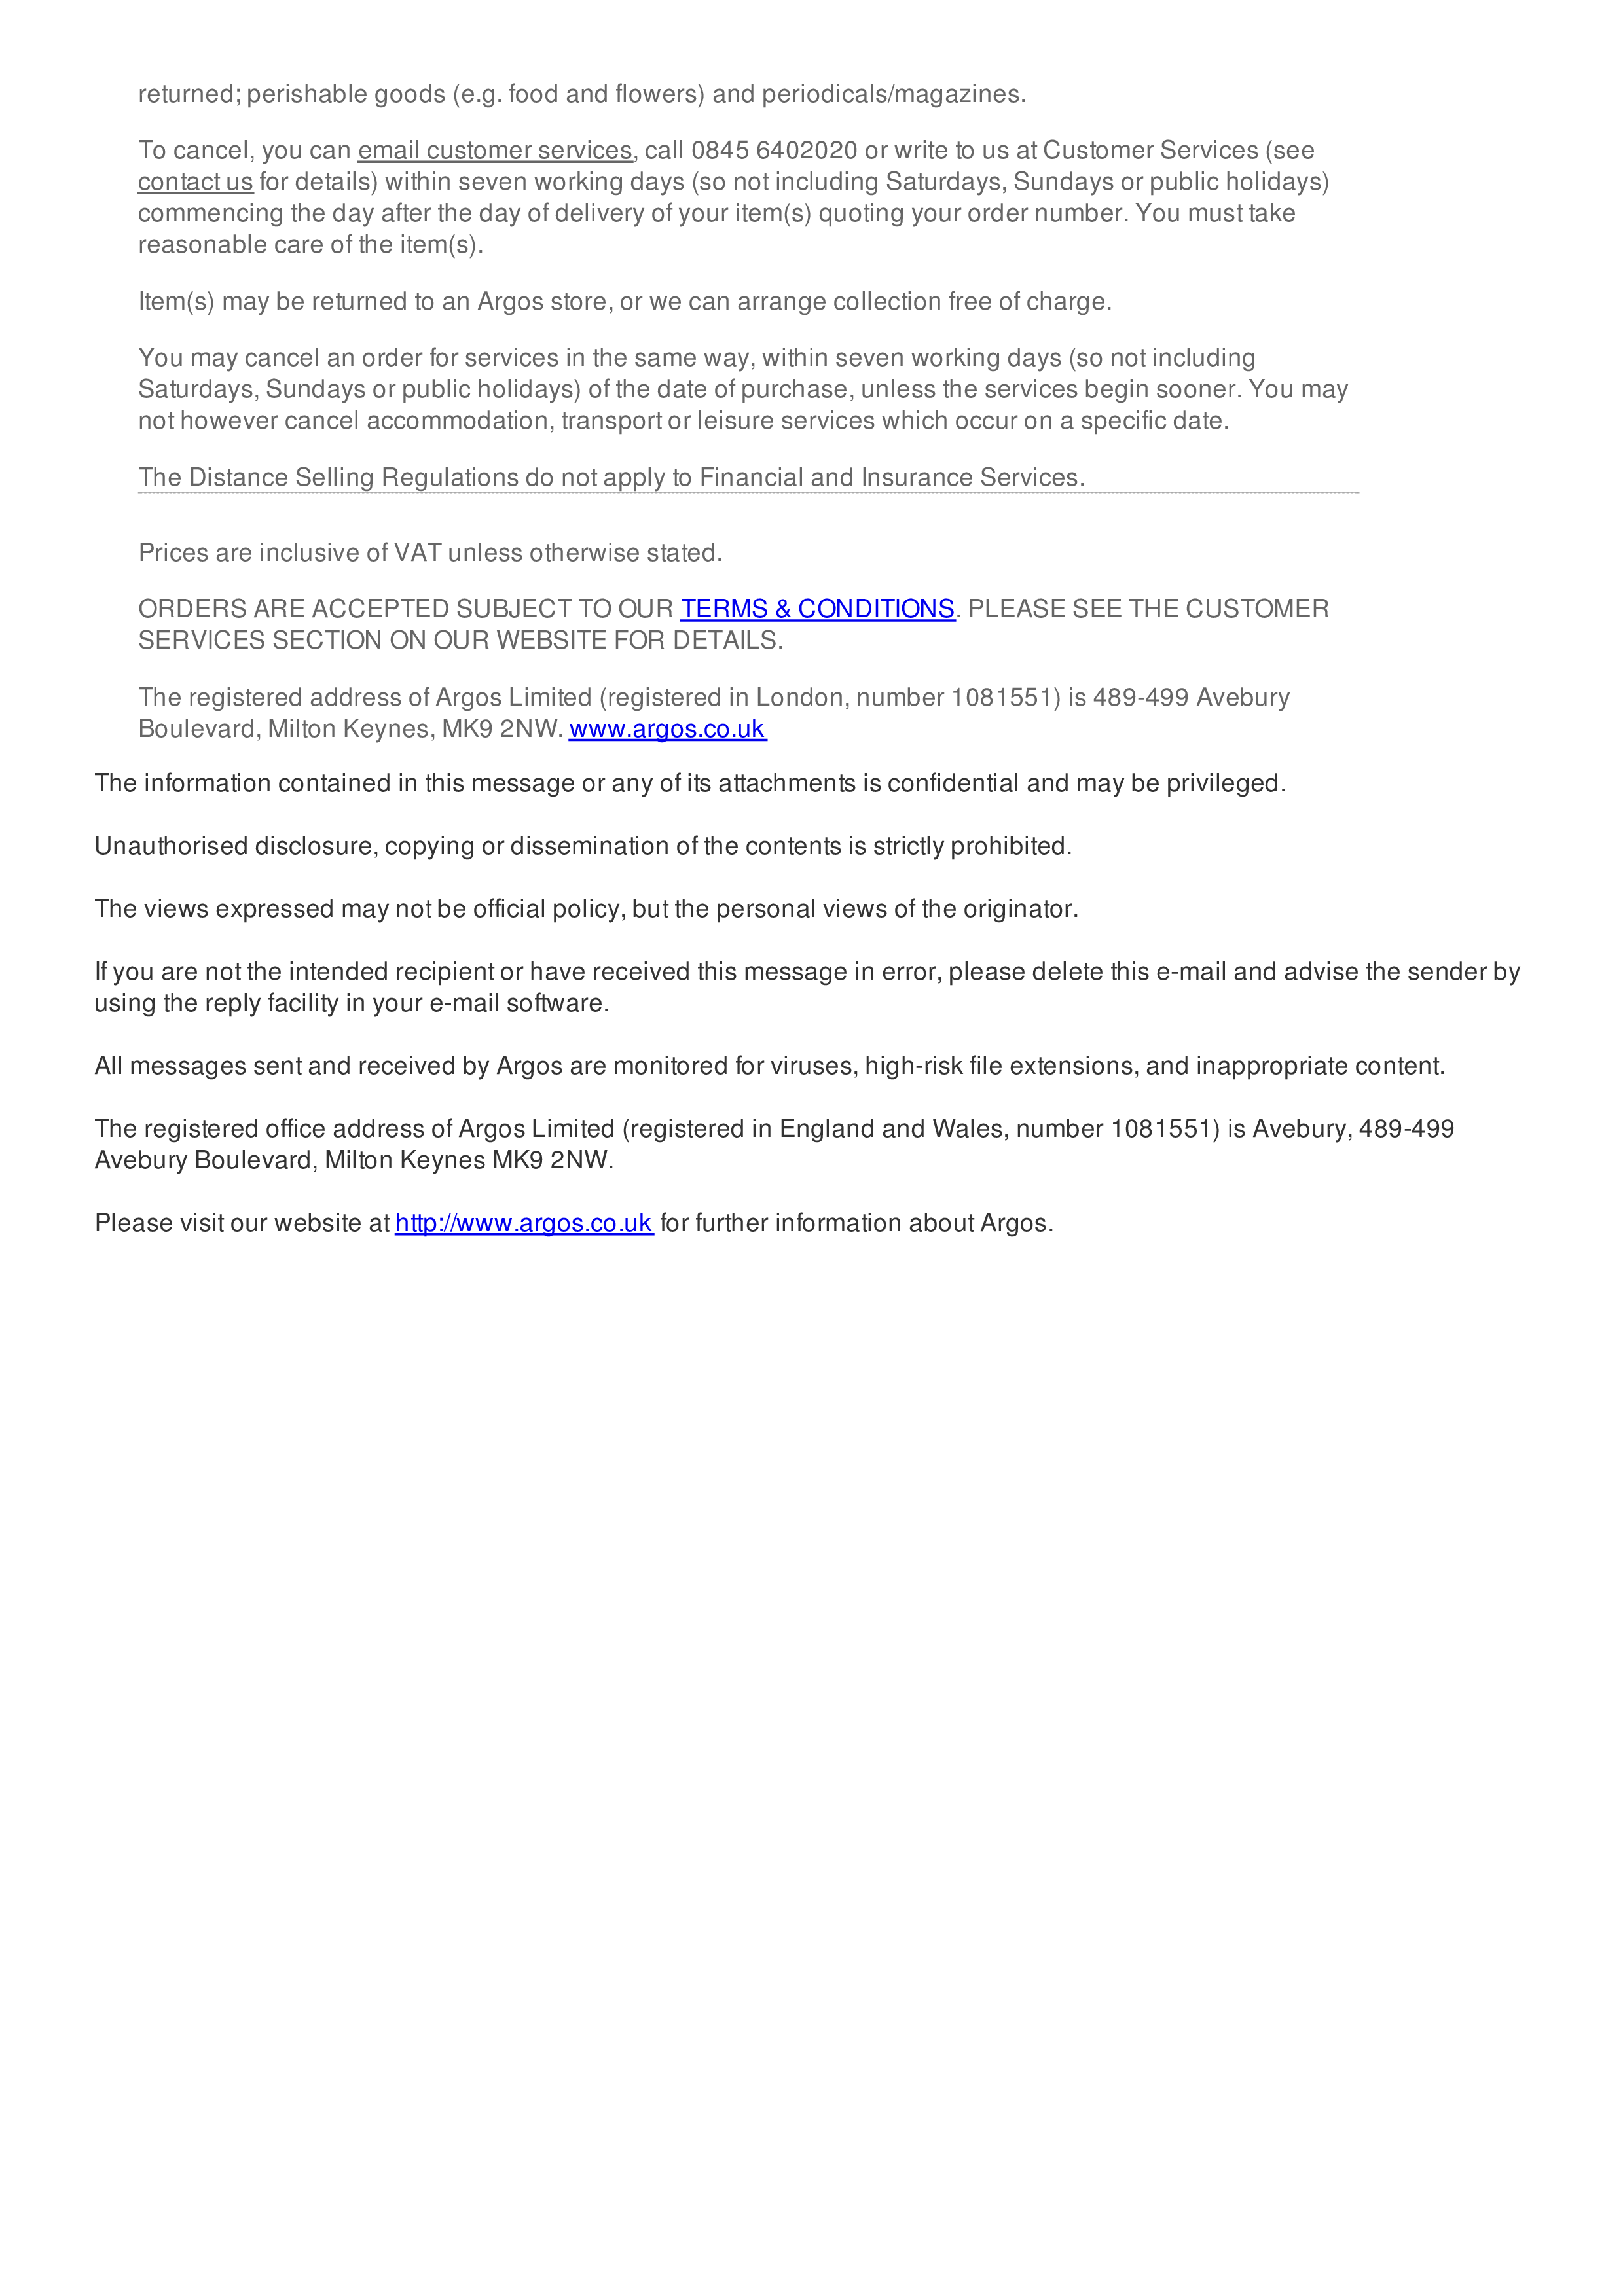 returned; perishable goods (e.g. food and flowers) and periodicals/magazines.
To cancel, you can email customer services, call 0845 6402020 or write to us at Customer Services (see
contact us for details) within seven working days (so not including Saturdays, Sundays or public holidays)
commencing the day after the day of delivery of your item(s) quoting your order number. You must take
reasonable care of the item(s).
Item(s) may be returned to an Argos store, or we can arrange collection free of charge.
You may cancel an order for services in the same way, within seven working days (so not including
Saturdays, Sundays or public holidays) of the date of purchase, unless the services begin sooner. You may
not however cancel accommodation, transport or leisure services which occur on a specific date.
The Distance Selling Regulations do not apply to Financial and Insurance Services.
Prices are inclusive of VAT unless otherwise stated.
ORDERS ARE ACCEPTED SUBJECT TO OUR TERMS & CONDITIONS. PLEASE SEE THE CUSTOMER
SERVICES SECTION ON OUR WEBSITE FOR DETAILS.
The registered address of Argos Limited (registered in London, number 1081551) is 489-499 Avebury
Boulevard, Milton Keynes, MK9 2NW. www.argos.co.uk
The information contained in this message or any of its attachments is confidential and may be privileged.
Unauthorised disclosure, copying or dissemination of the contents is strictly prohibited.
The views expressed may not be official policy, but the personal views of the originator.
If you are not the intended recipient or have received this message in error, please delete this e-mail and advise the sender by
using the reply facility in your e-mail software.
All messages sent and received by Argos are monitored for viruses, high-risk file extensions, and inappropriate content.
The registered office address of Argos Limited (registered in England and Wales, number 1081551) is Avebury, 489-499
Avebury Boulevard, Milton Keynes MK9 2NW.
Please visit our website at http://www.argos.co.uk for further information about Argos.